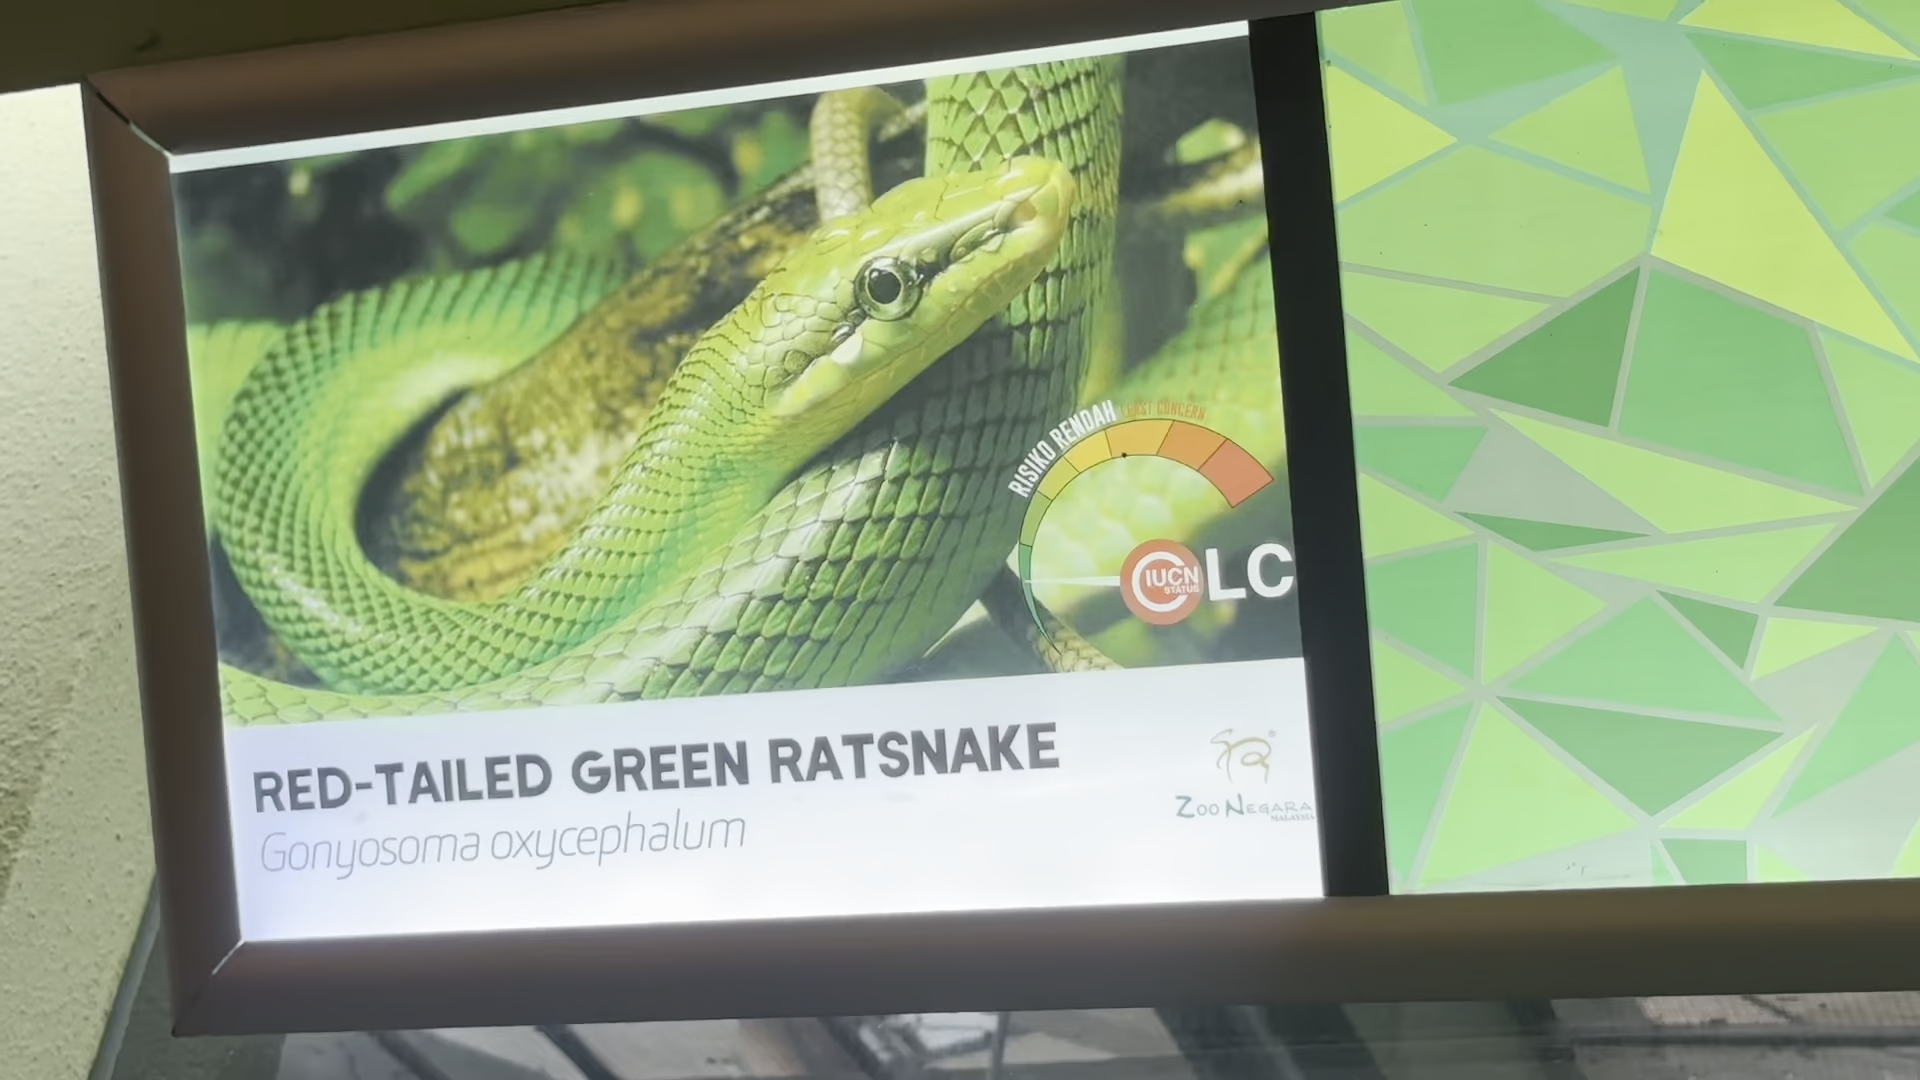 RISIKO RENDAH LEAST CONCERN
IUCN
STATUS
LC
RED-TAILED GREEN RATSNAKE
Gonyosoma oxycephalum
ZOO NEGARA
MALAYSIA